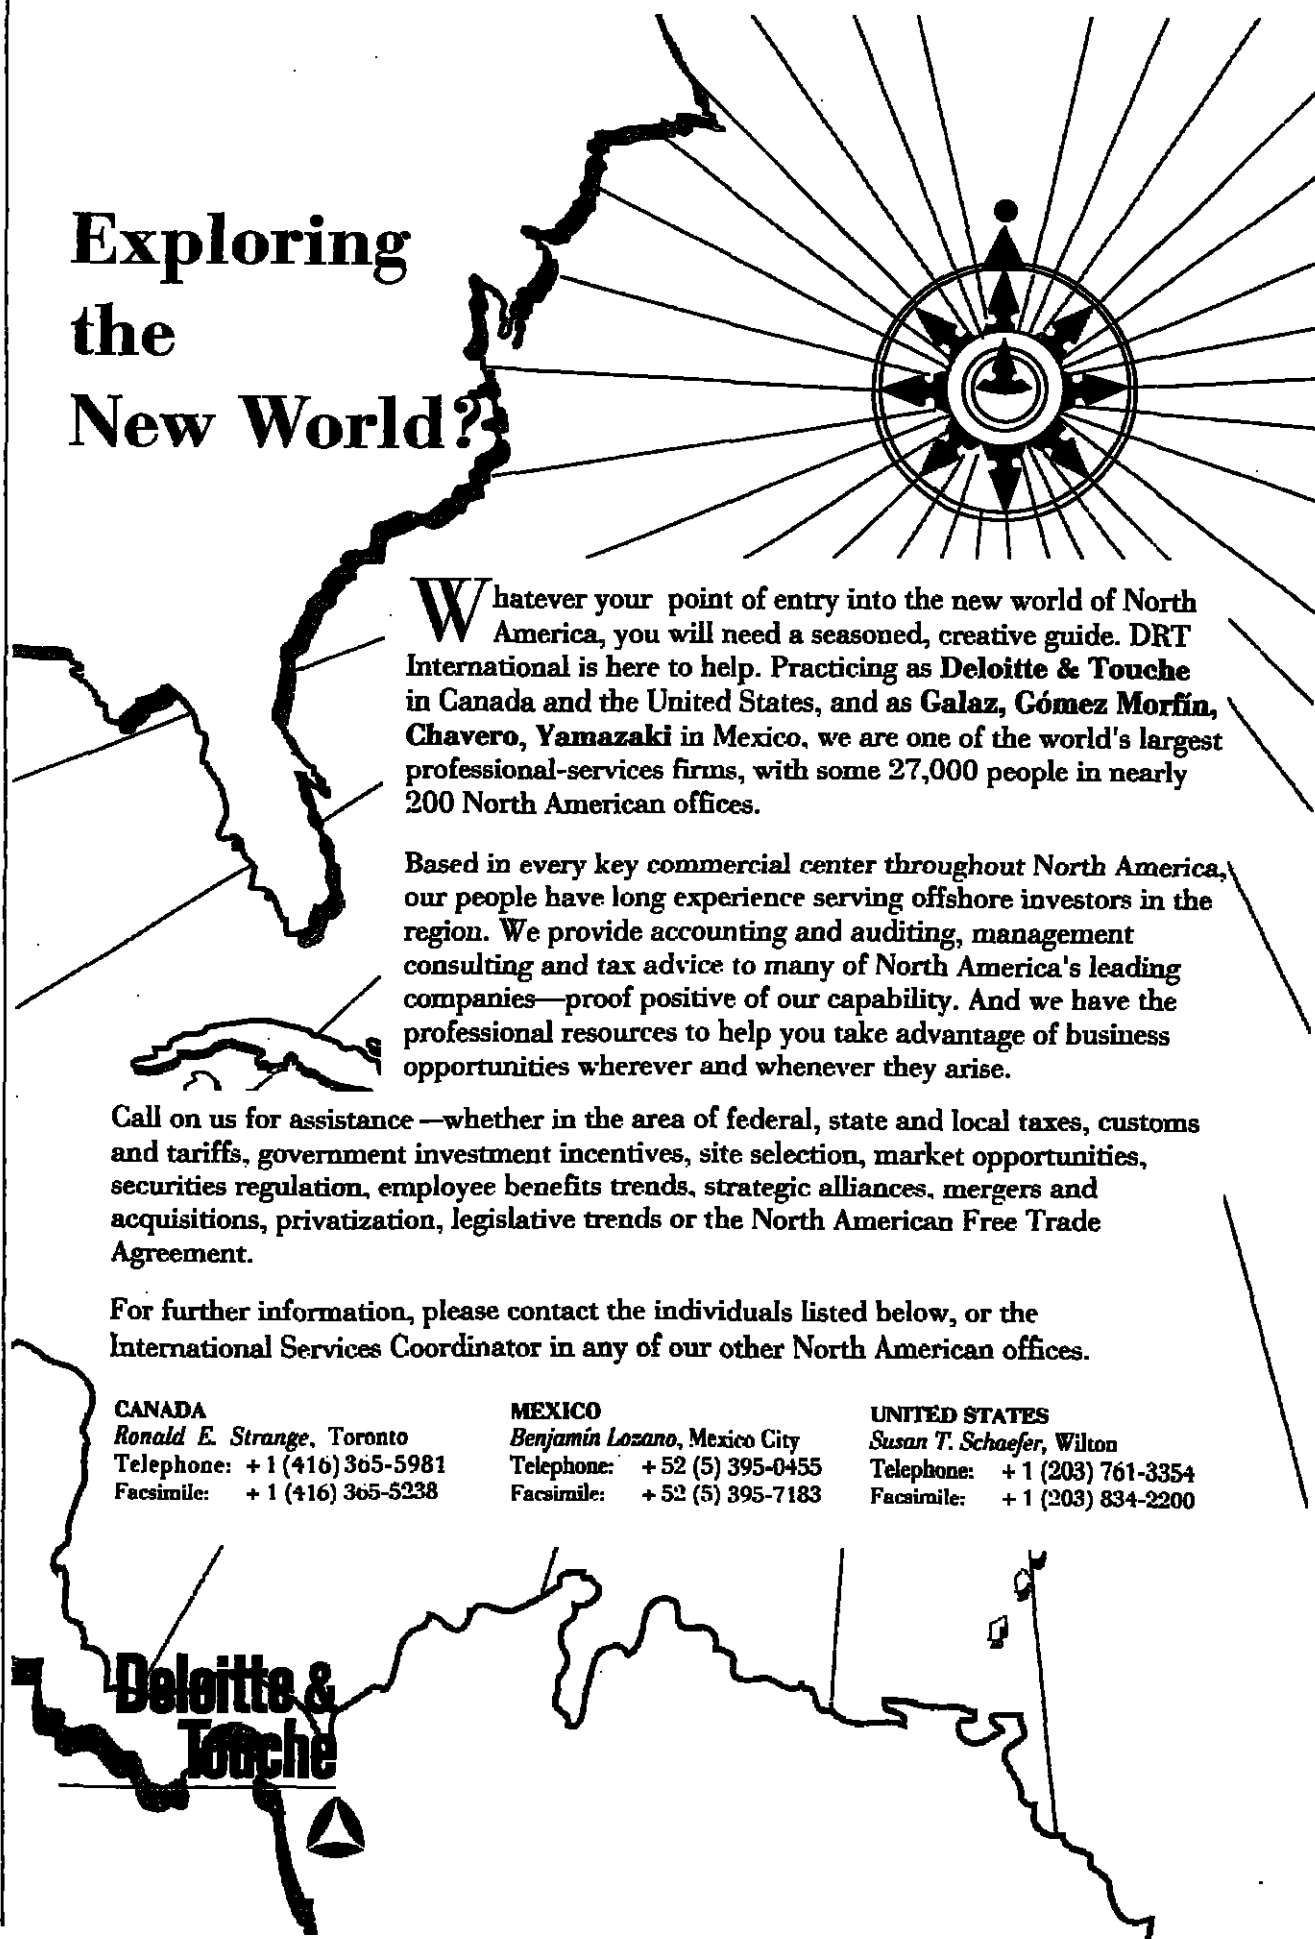 Exploring
the
New World?
Whatever your point of entry into the new world of North
America, you will need a seasoned, creative guide. DRT
International is here to help. Practicing as Deloitte & Touche
in Canada and the United States, and as Galaz, Gómez Morfín,
Chavero, Yamazaki in Mexico, we are one of the world's largest
professional-services firms, with some 27,000 people in nearly
200 North American offices.
Based in every key commercial center throughout North America,
our people have long experience serving offshore investors in the
region. We provide accounting and auditing, management
consulting and tax advice to many of North America's leading
companies—proof positive of our capability. And we have the
professional resources to help you take advantage of business
opportunities wherever and whenever they arise.
Call on us for assistance—whether in the area of federal, state and local taxes, customs
and tariffs, government investment incentives, site selection, market opportunities,
securities regulation, employee benefits trends, strategic alliances, mergers and
acquisitions, privatization, legislative trends or the North American Free Trade
Agreement.
For further information, please contact the individuals listed below, or the
International Services Coordinator in any of our other North American offices.
CANADA
Ronald E. Strange, Toronto
Telephone: +1 (416) 365-5981
Facsimile: +1 (416) 365-5238
MEXICO
Benjamín Lozano, Mexico City
Telephone: +52 (5) 395-0455
Facsimile: +52 (5) 395-7183
UNITED STATES
Susan T. Schaefer, Wilton
Telephone: +1 (203) 761-3354
Facsimile: +1 (203) 834-2200
Deloitte &
Touche